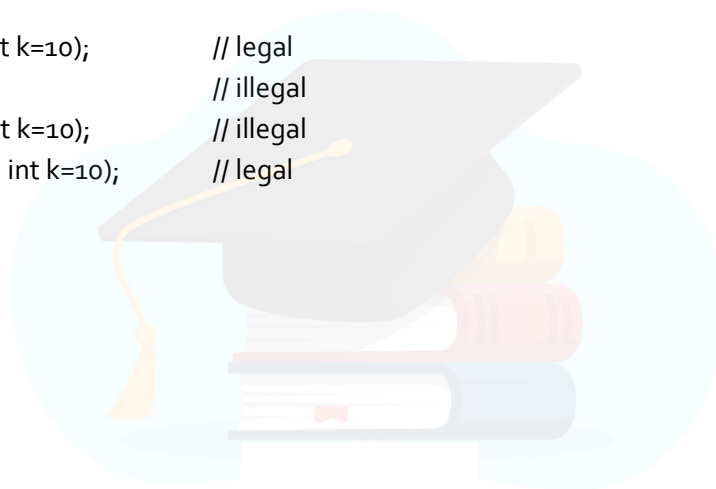 t k=10); // legal
// illegal
t k=10); // illegal
int k=10); // legal